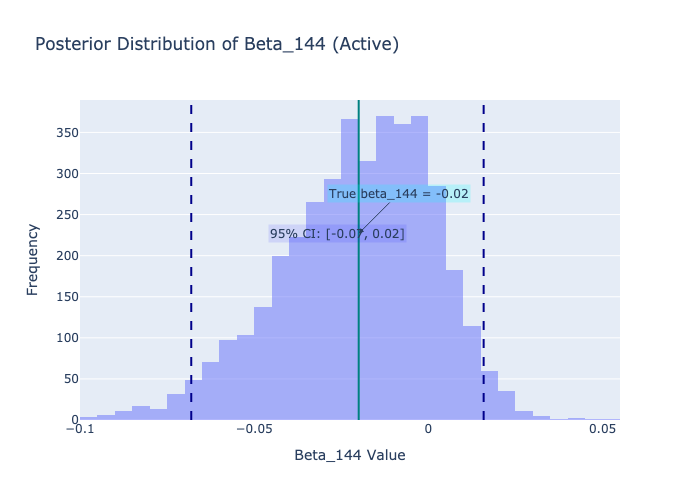 Posterior Distribution of Beta_144 (Active)
350
300
250
200
150
100
50
0
Frequency
True beta_144 = -0.02
95% CI: [-0.07, 0.02]
−0.1
−0.05
0
0.05
Beta_144 Value